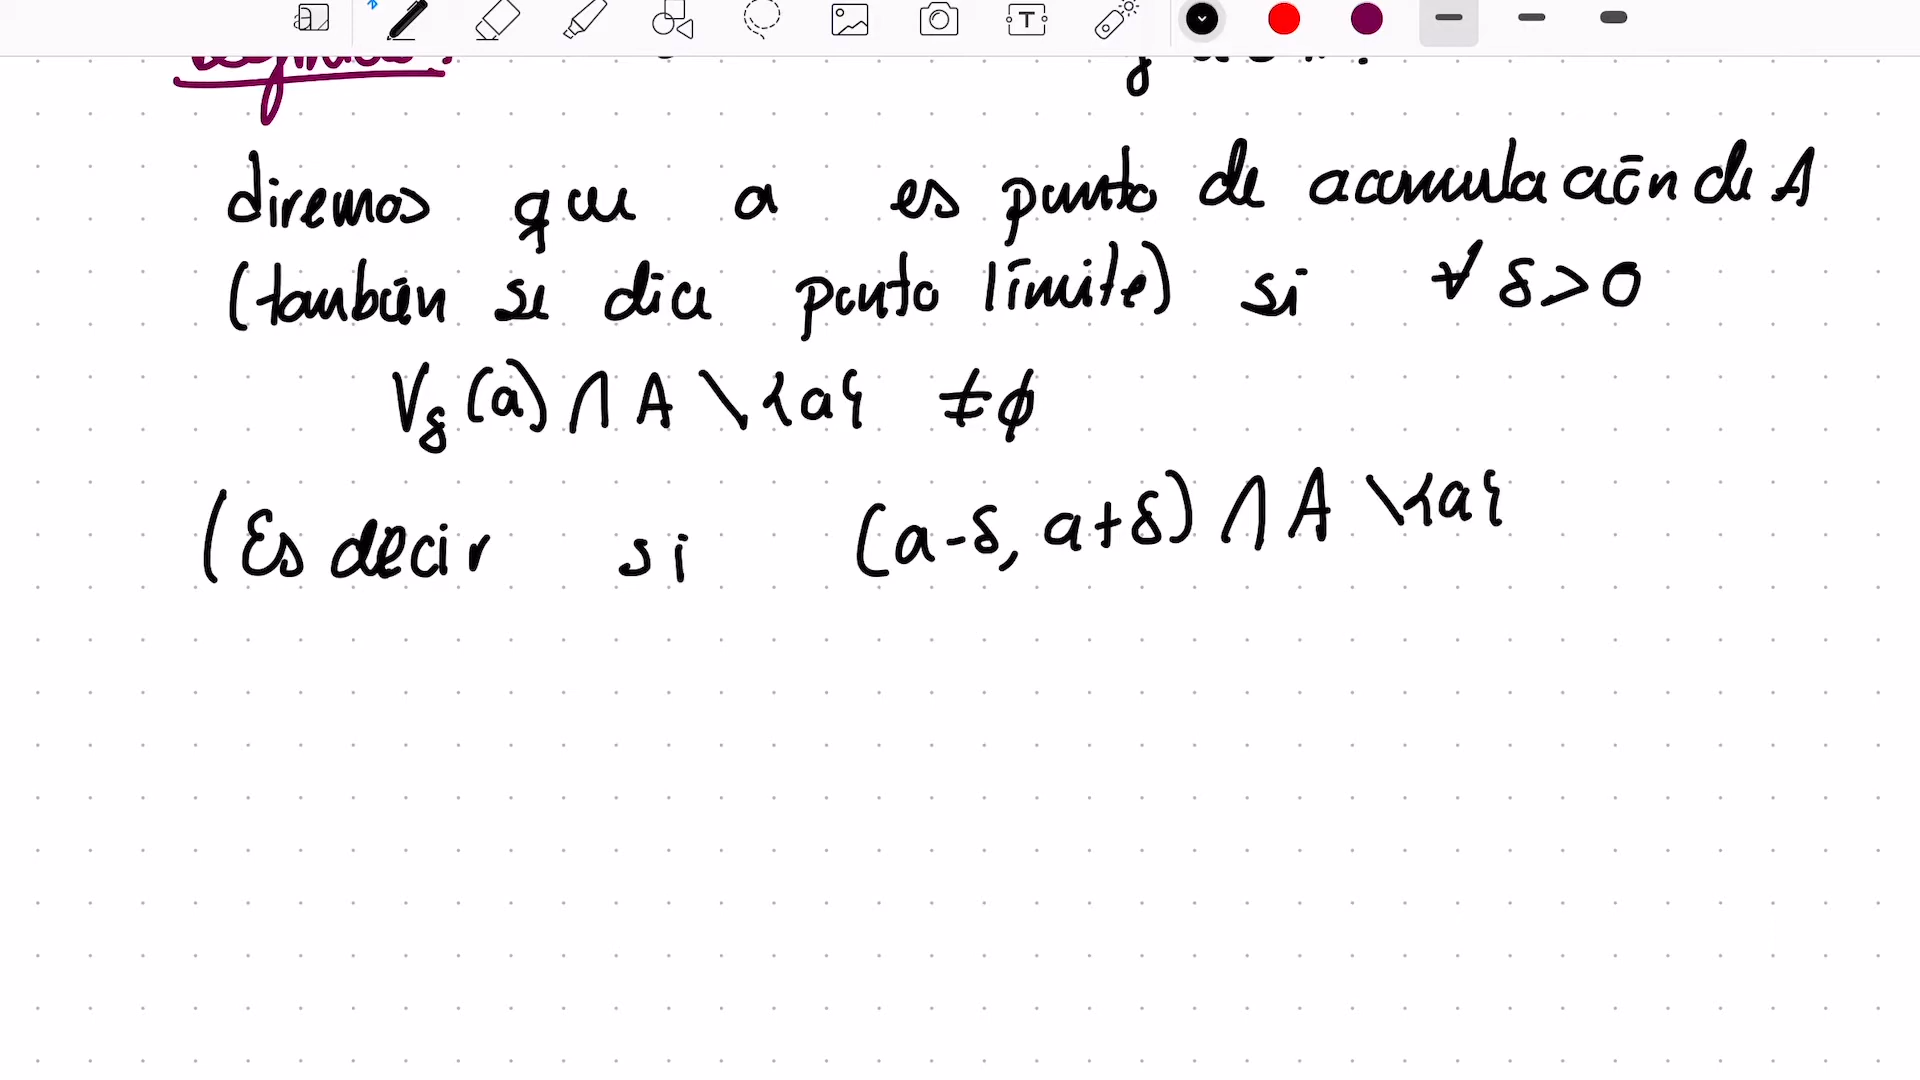 diremos que a es punto de acumulación de A
(también se dice punto límite) si ∀ δ>0
V_δ(a) ∩ A \ {a} ≠ ∅
(Es decir si (a-δ, a+δ) ∩ A \ {a}